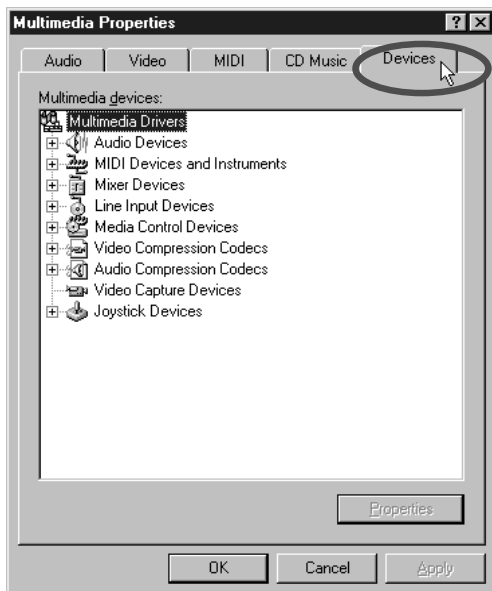 Multimedia Properties
Audio Video MIDI CD Music Devices
Multimedia devices:
Multimedia Drivers
Audio Devices
MIDI Devices and Instruments
Mixer Devices
Line Input Devices
Media Control Devices
Video Compression Codecs
Audio Compression Codecs
Video Capture Devices
Joystick Devices
Properties
OK Cancel Apply